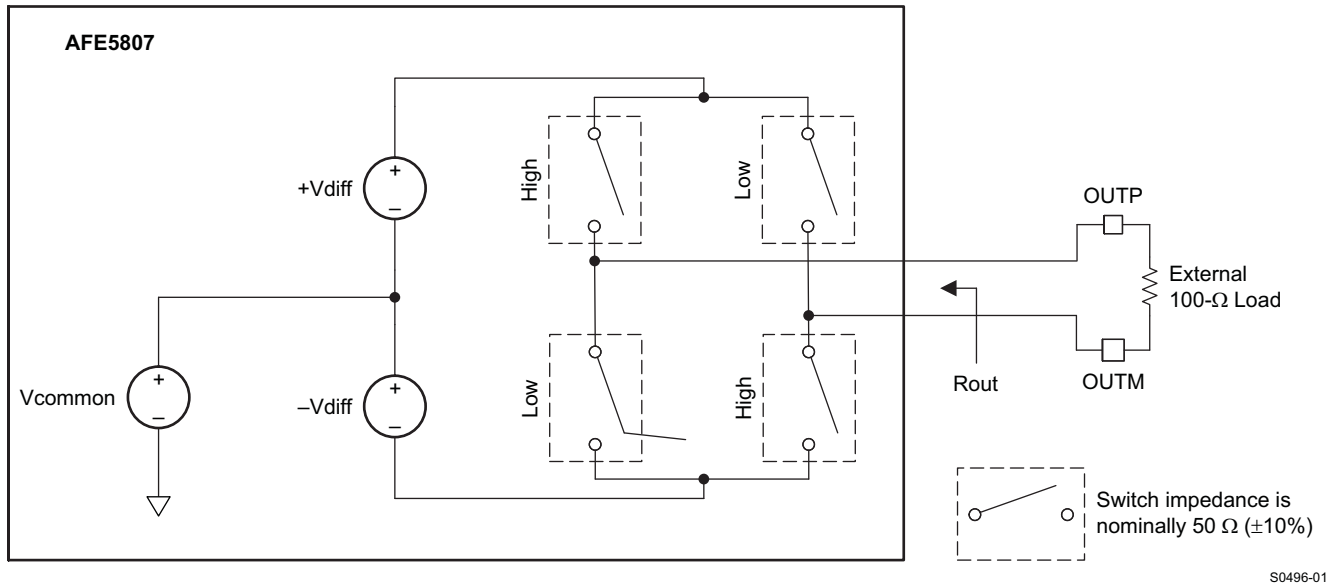 AFE5807
+
+Vdiff
–
High
Low
OUTP
External
100-Ω Load
Rout
OUTM
+
Vcommon
–
+
–Vdiff
–
Low
High
Switch impedance is
nominally 50 Ω (±10%)
S0496-01